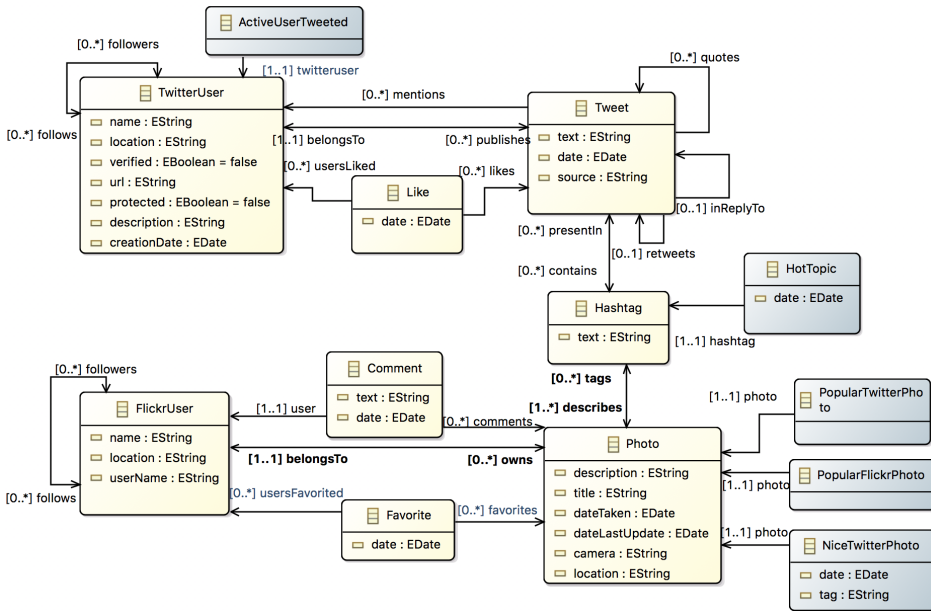 ActiveUserTweeted
[0..*] followers
[1..1] twitteruser
[0..*] quotes
TwitterUser
name : EString
location : EString
verified : EBoolean = false
url : EString
protected : EBoolean = false
description : EString
creationDate : EDate
[0..*] follows
[0..*] mentions
[1..1] belongsTo
[0..*] publishes
[0..*] usersLiked
[0..*] likes
Tweet
text : EString
date : EDate
source : EString
Like
date : EDate
[0..1] inReplyTo
[0..*] presentIn
[0..1] retweets
[0..*] contains
HotTopic
date : EDate
Hashtag
text : EString
[1..1] hashtag
[0..*] followers
Comment
text : EString
date : EDate
[0..*] tags
[1..*] describes
[1..1] photo
PopularTwitterPho
to
FlickrUser
name : EString
location : EString
userName : EString
[1..1] user
[0..*] comments
[1..1] belongsTo
[0..*] owns
Photo
description : EString
title : EString
dateTaken : EDate
dateLastUpdate : EDate
camera : EString
location : EString
PopularFlickrPhoto
[1..1] photo
[0..*] follows
[0..*] usersFavorited
[0..*] favorites
Favorite
date : EDate
[1..1] photo
NiceTwitterPhoto
date : EDate
tag : EString